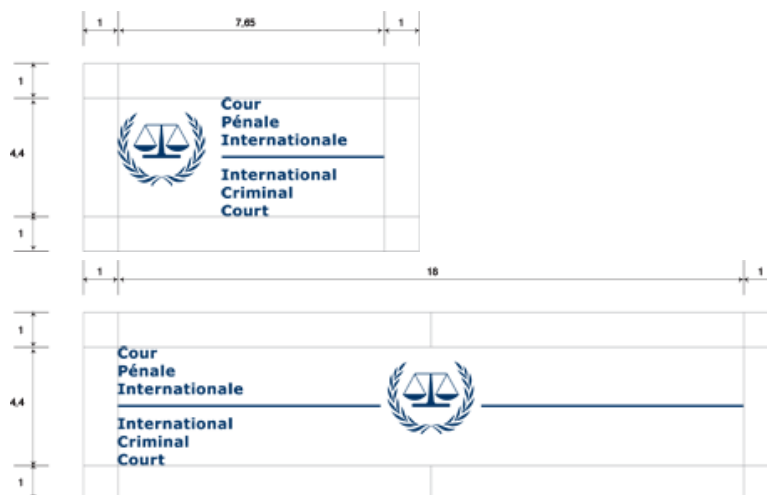 1 7,65 1
1
Cour
Pénale
Internationale
4,4
International
Criminal
Court
1
1 18 1
1
Cour
Pénale
Internationale
4,4
International
Criminal
Court
1